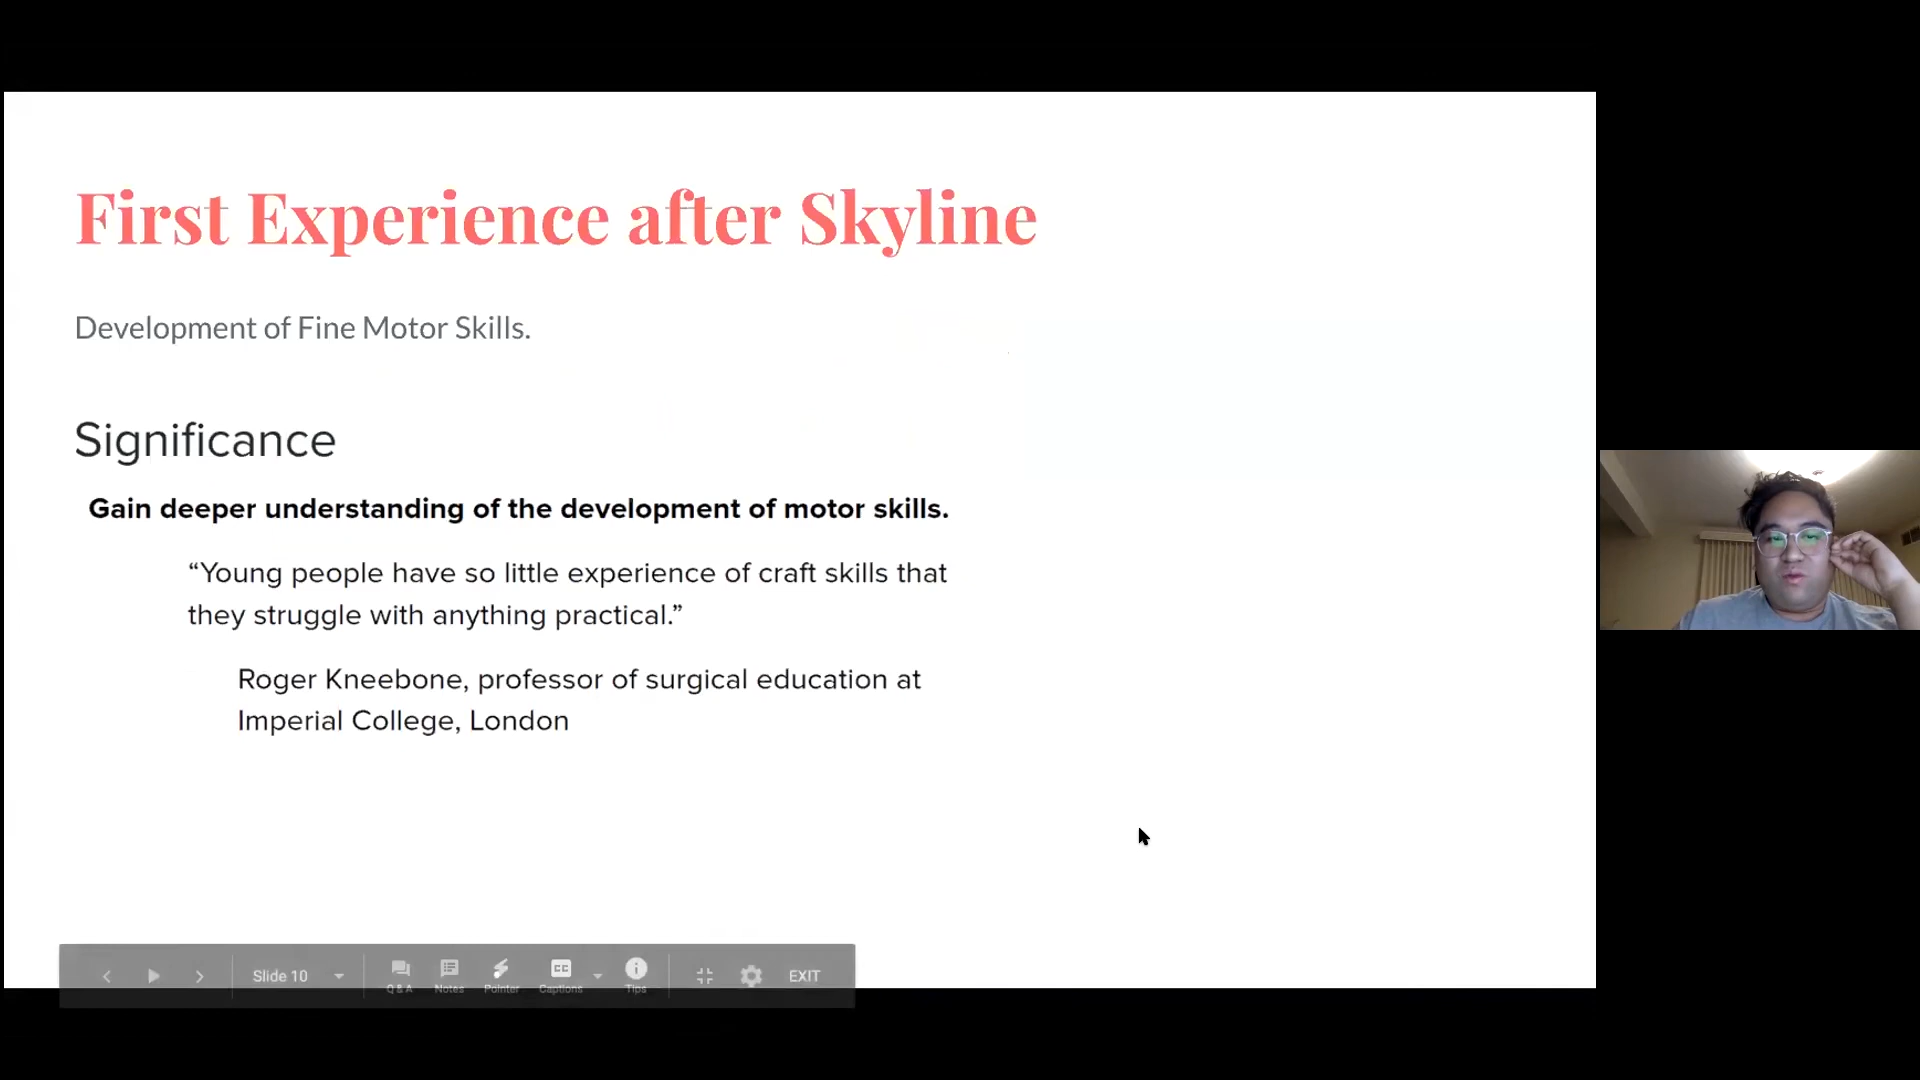 First Experience after Skyline
Development of Fine Motor Skills.
Significance
Gain deeper understanding of the development of motor skills.
“Young people have so little experience of craft skills that
they struggle with anything practical.”
Roger Kneebone, professor of surgical education at
Imperial College, London
Slide 10
Q & A
Notes
Pointer
CC
Captions
Tips
EXIT